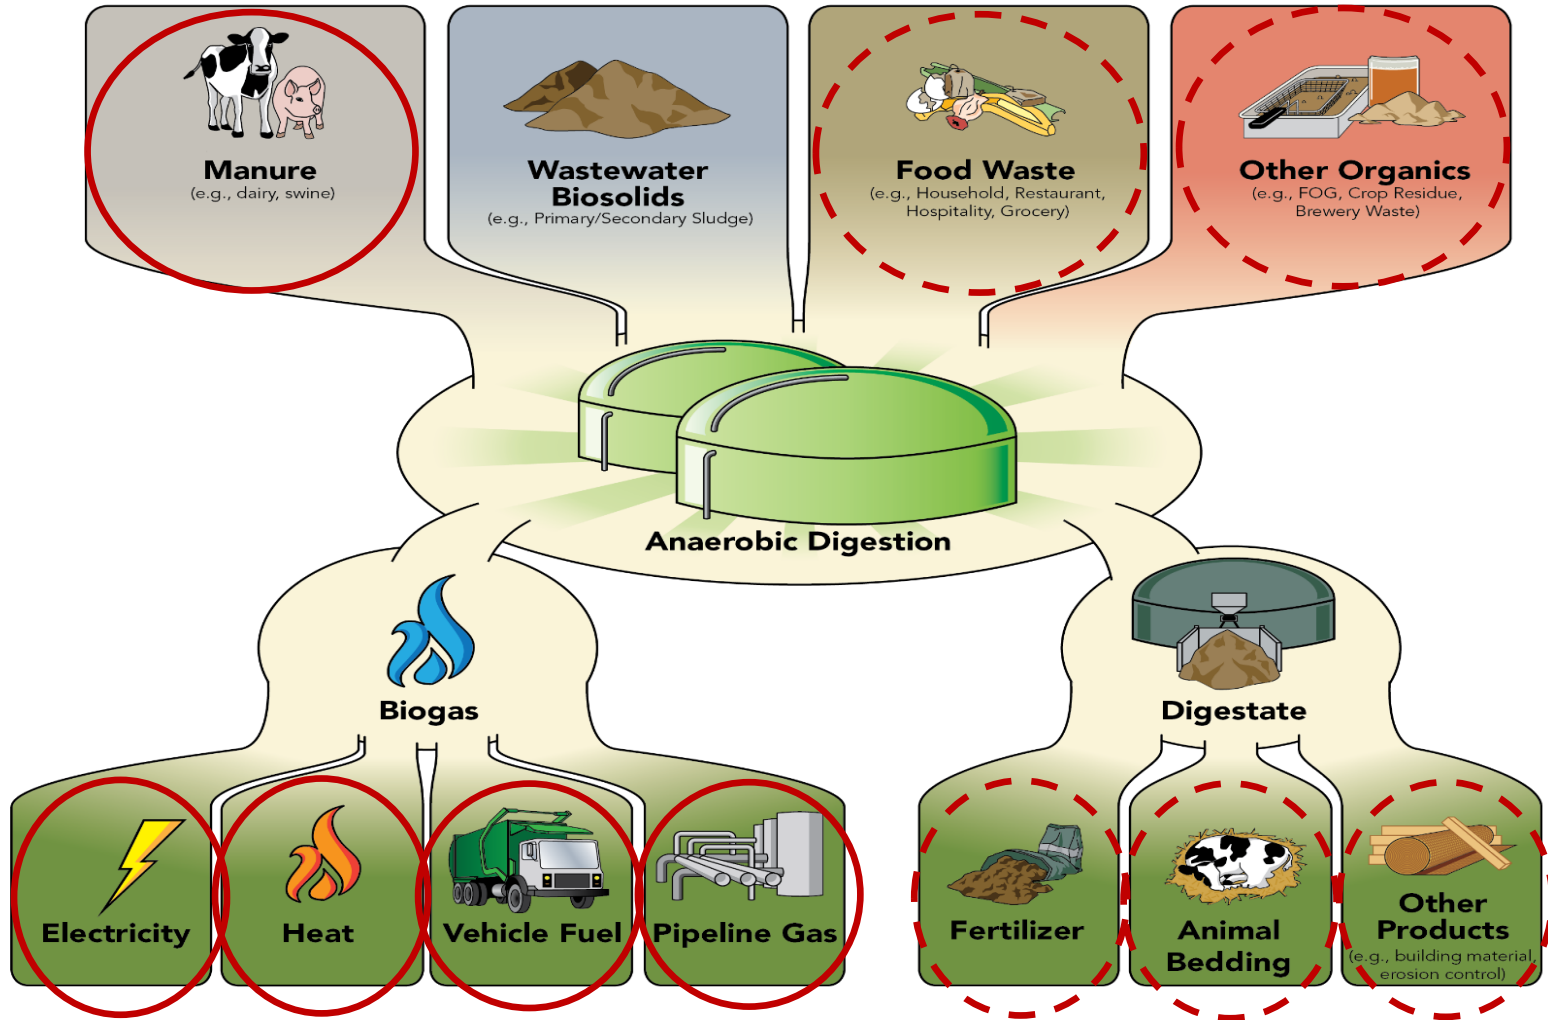 Manure
(e.g., dairy, swine)
Wastewater
Biosolids
(e.g., Primary/Secondary Sludge)
Food Waste
(e.g., Household, Restaurant,
Hospitality, Grocery)
Other Organics
(e.g., FOG, Crop Residue,
Brewery Waste)
Anaerobic Digestion
Biogas
Digestate
Electricity
Heat
Vehicle Fuel
Pipeline Gas
Fertilizer
Animal
Bedding
Other
Products
(e.g., building material,
erosion control)